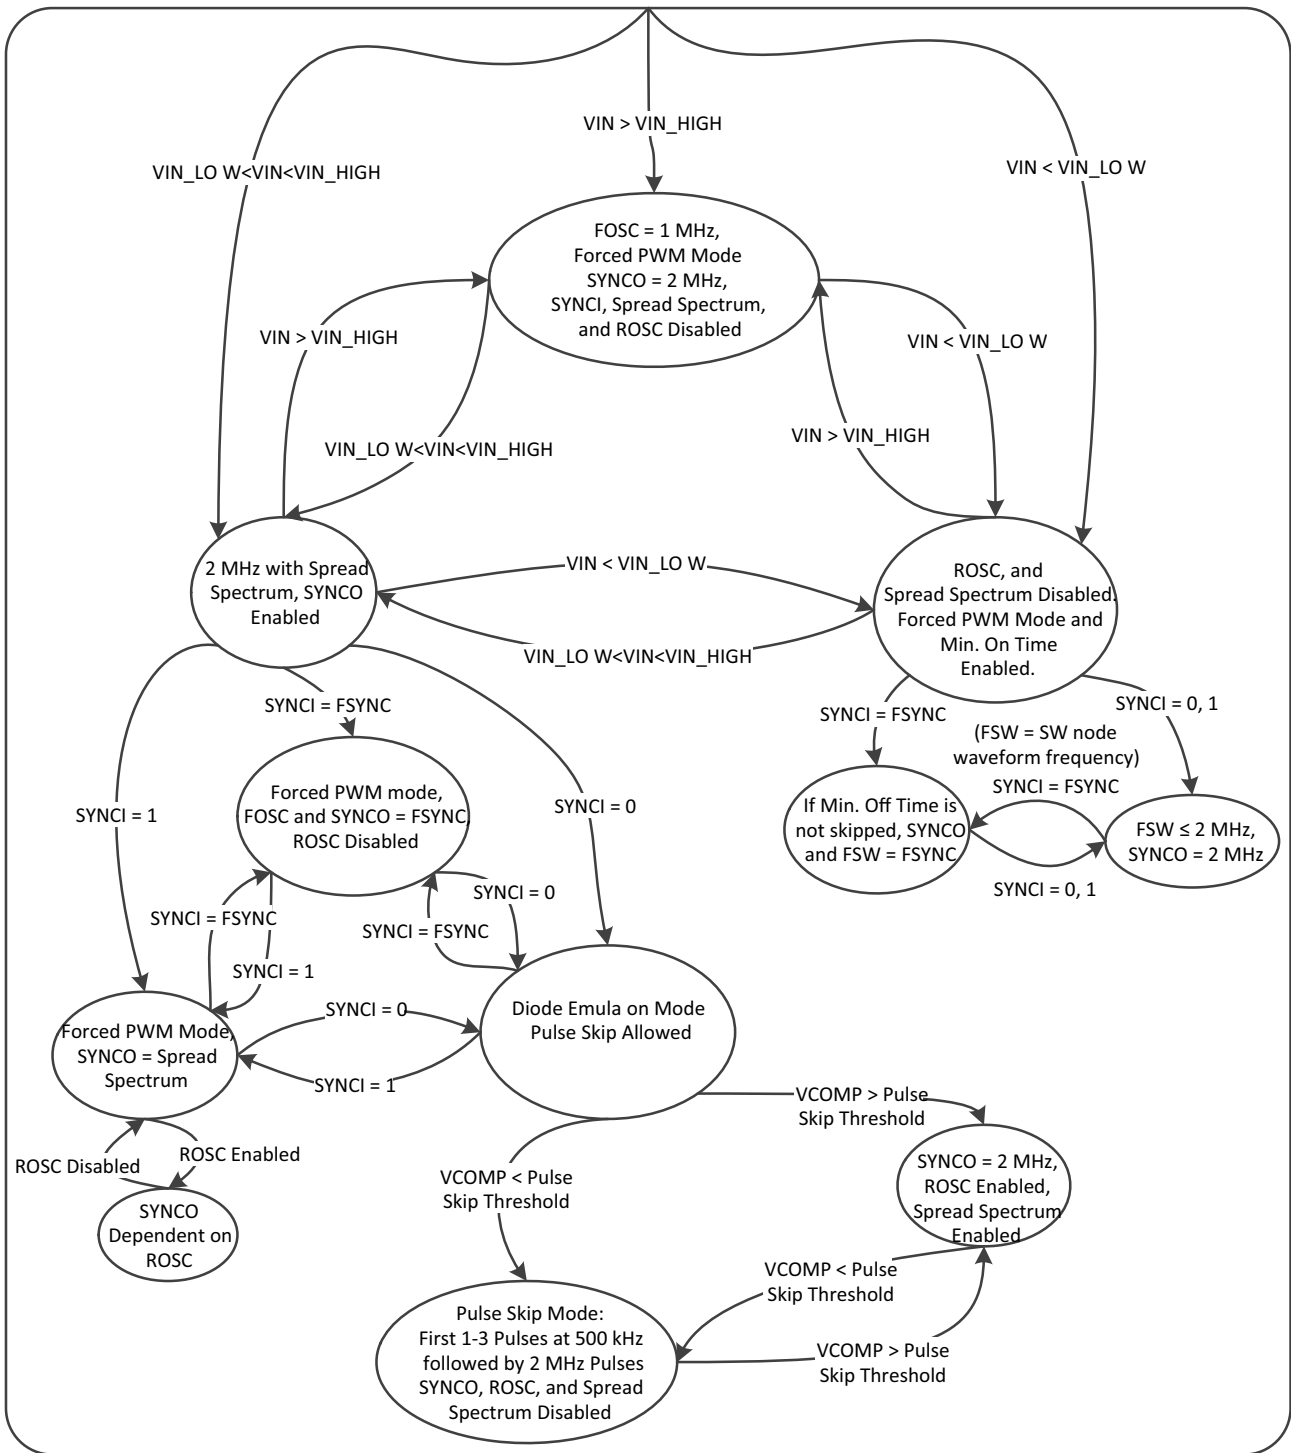 VIN > VIN_HIGH
VIN_LO W<VIN<VIN_HIGH
VIN < VIN_LO W
FOSC = 1 MHz,
Forced PWM Mode
SYNCO = 2 MHz,
SYNCI, Spread Spectrum,
and ROSC Disabled
VIN > VIN_HIGH
VIN < VIN_LO W
VIN_LO W<VIN<VIN_HIGH
VIN > VIN_HIGH
2 MHz with Spread
Spectrum, SYNCO
Enabled
VIN < VIN_LO W
VIN_LO W<VIN<VIN_HIGH
ROSC, and
Spread Spectrum Disabled.
Forced PWM Mode and
Min. On Time
Enabled.
SYNCI = FSYNC
SYNCI = FSYNC
SYNCI = 0, 1
(FSW = SW node
waveform frequency)
SYNCI = FSYNC
Forced PWM mode,
FOSC and SYNCO = FSYNC,
ROSC Disabled
SYNCI = 1
SYNCI = 0
If Min. Off Time is
not skipped, SYNCO
and FSW = FSYNC
FSW ≤ 2 MHz,
SYNCO = 2 MHz
SYNCI = 0, 1
SYNCI = 0
SYNCI = FSYNC
SYNCI = FSYNC
SYNCI = 1
SYNCI = 0
Diode Emula on Mode
Pulse Skip Allowed
Forced PWM Mode,
SYNCO = Spread
Spectrum
SYNCI = 1
VCOMP > Pulse
Skip Threshold
ROSC Disabled
ROSC Enabled
VCOMP < Pulse
Skip Threshold
SYNCO = 2 MHz,
ROSC Enabled,
Spread Spectrum
Enabled
SYNCO
Dependent on
ROSC
VCOMP < Pulse
Skip Threshold
Pulse Skip Mode:
First 1-3 Pulses at 500 kHz
followed by 2 MHz Pulses
SYNCO, ROSC, and Spread
Spectrum Disabled
VCOMP > Pulse
Skip Threshold